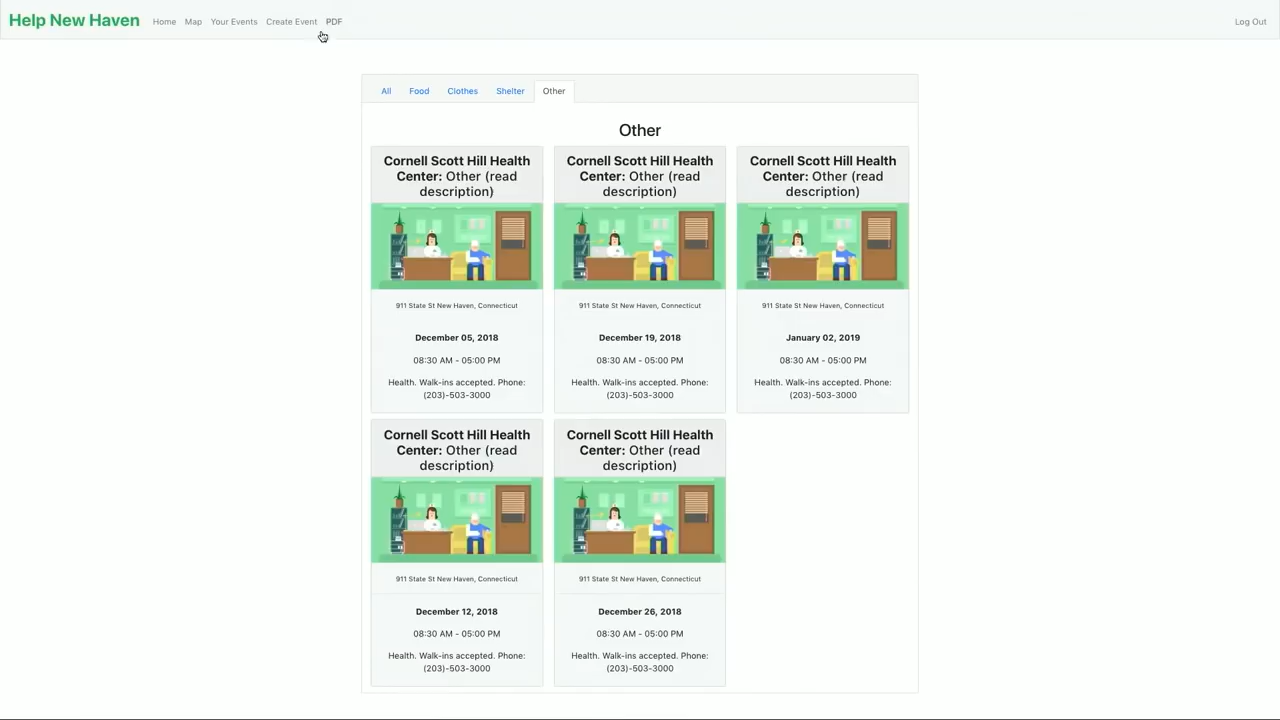 Help New Haven Home Map Your Events Create Event PDF Log Out
All Food Clothes Shelter Other
Other
Cornell Scott Hill Health
Center: Other (read
description)
911 State St New Haven, Connecticut
December 05, 2018
08:30 AM - 05:00 PM
Health. Walk-ins accepted. Phone:
(203)-503-3000
Cornell Scott Hill Health
Center: Other (read
description)
911 State St New Haven, Connecticut
December 19, 2018
08:30 AM - 05:00 PM
Health. Walk-ins accepted. Phone:
(203)-503-3000
Cornell Scott Hill Health
Center: Other (read
description)
911 State St New Haven, Connecticut
January 02, 2019
08:30 AM - 05:00 PM
Health. Walk-ins accepted. Phone:
(203)-503-3000
Cornell Scott Hill Health
Center: Other (read
description)
911 State St New Haven, Connecticut
December 12, 2018
08:30 AM - 05:00 PM
Health. Walk-ins accepted. Phone:
(203)-503-3000
Cornell Scott Hill Health
Center: Other (read
description)
911 State St New Haven, Connecticut
December 26, 2018
08:30 AM - 05:00 PM
Health. Walk-ins accepted. Phone:
(203)-503-3000